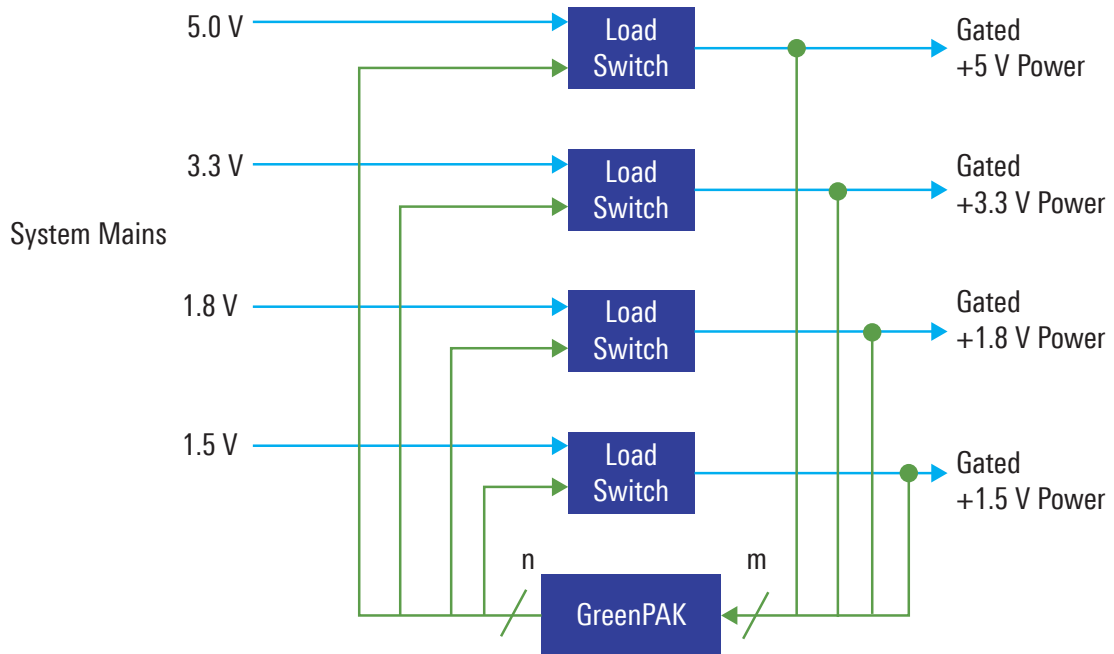 5.0 V
Load
Switch
Gated
+5 V Power
3.3 V
Load
Switch
Gated
+3.3 V Power
System Mains
1.8 V
Load
Switch
Gated
+1.8 V Power
1.5 V
Load
Switch
Gated
+1.5 V Power
n
GreenPAK
m